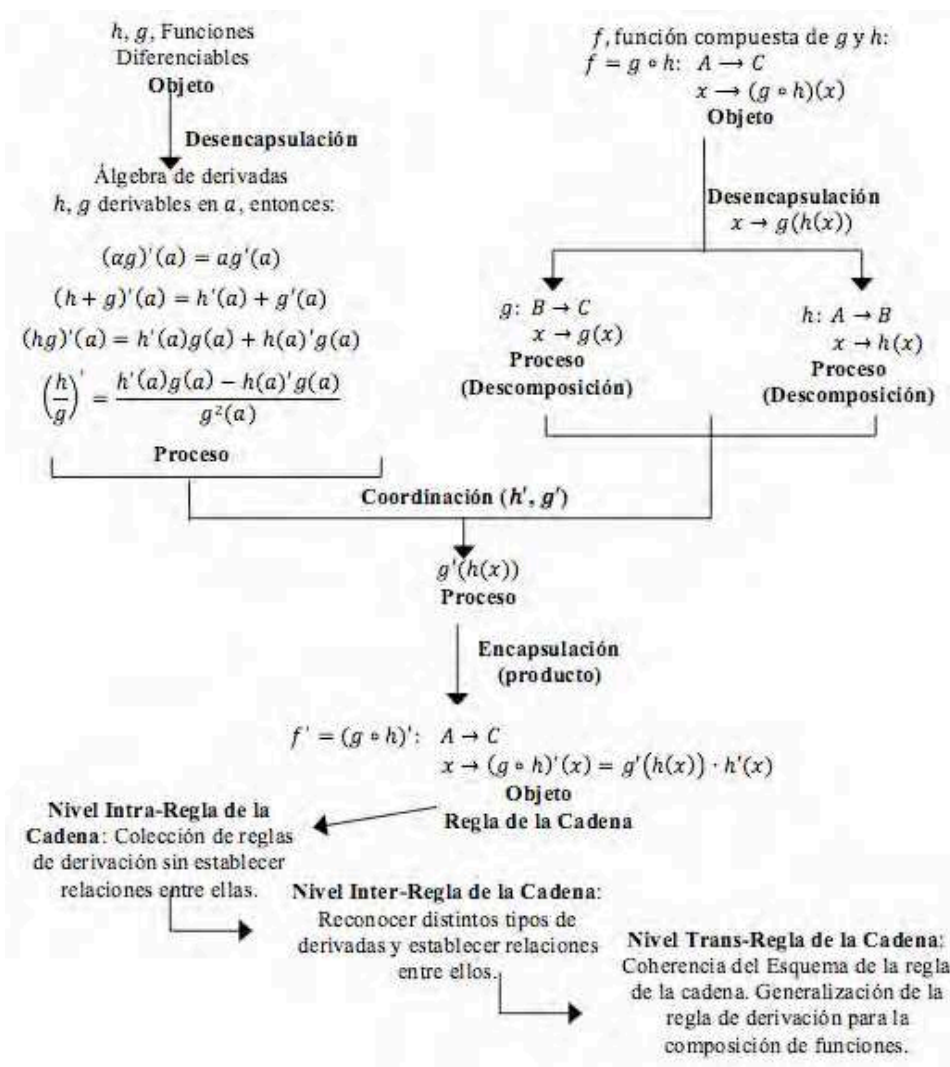 h, g, Funciones
Diferenciables
Objeto
Desencapsulación
Álgebra de derivadas
h, g derivables en a, entonces:
(αg)'(a) = ag'(a)
(h + g)'(a) = h'(a) + g'(a)
(hg)'(a) = h'(a)g(a) + h(a)'g(a)
(h/g)' = h'(a)g(a) − h(a)'g(a) / g²(a)
Proceso
f, función compuesta de g y h:
f = g ∘ h: A → C
x → (g ∘ h)(x)
Objeto
Desencapsulación
x → g(h(x))
g: B → C
x → g(x)
Proceso
(Descomposición)
h: A → B
x → h(x)
Proceso
(Descomposición)
Coordinación (h', g')
g'(h(x))
Proceso
Encapsulación
(producto)
f' = (g ∘ h)': A → C
x → (g ∘ h)'(x) = g'(h(x)) · h'(x)
Objeto
Regla de la Cadena
Nivel Intra-Regla de la
Cadena: Colección de reglas
de derivación sin establecer
relaciones entre ellas.
Nivel Inter-Regla de la Cadena:
Reconocer distintos tipos de
derivadas y establecer relaciones
entre ellos.
Nivel Trans-Regla de la Cadena:
Coherencia del Esquema de la regla
de la cadena. Generalización de la
regla de derivación para la
composición de funciones.